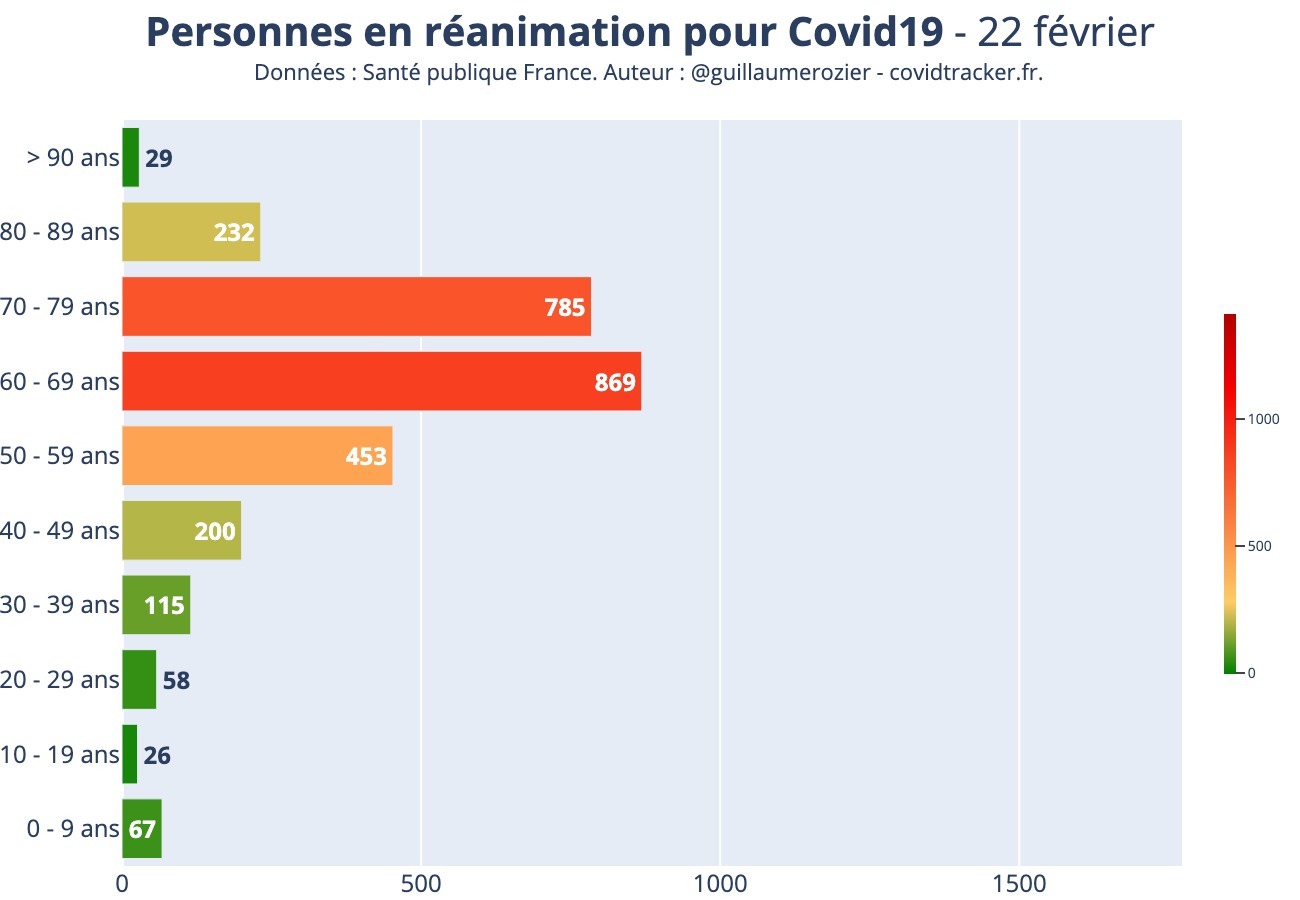 Personnes en réanimation pour Covid19 - 22 février
Données : Santé publique France. Auteur : @guillaumerozier - covidtracker.fr.
> 90 ans 29
80 - 89 ans 232
70 - 79 ans 785
60 - 69 ans 869
50 - 59 ans 453
40 - 49 ans 200
30 - 39 ans 115
20 - 29 ans 58
10 - 19 ans 26
0 - 9 ans 67
0 500 1000 1500
1000
500
0